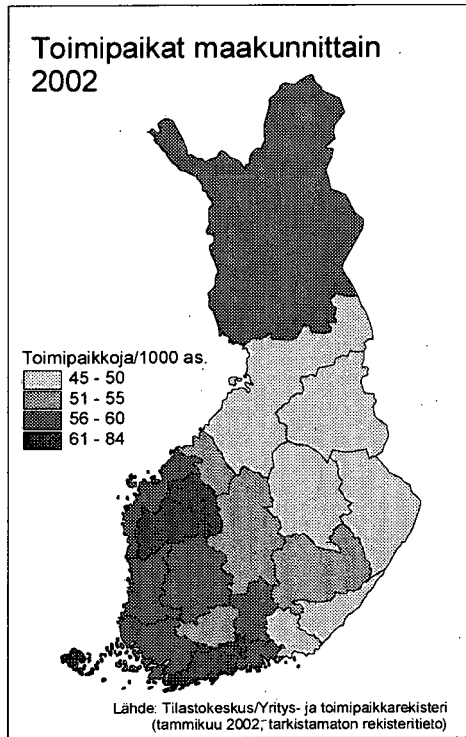 Toimipaikat maakunnittain
2002
Toimipaikkoja/1000 as.
45 - 50
51 - 55
56 - 60
61 - 84
Lähde: Tilastokeskus/Yritys- ja toimipaikkarekisteri
(tammikuu 2002, tarkistamaton rekisteritieto)